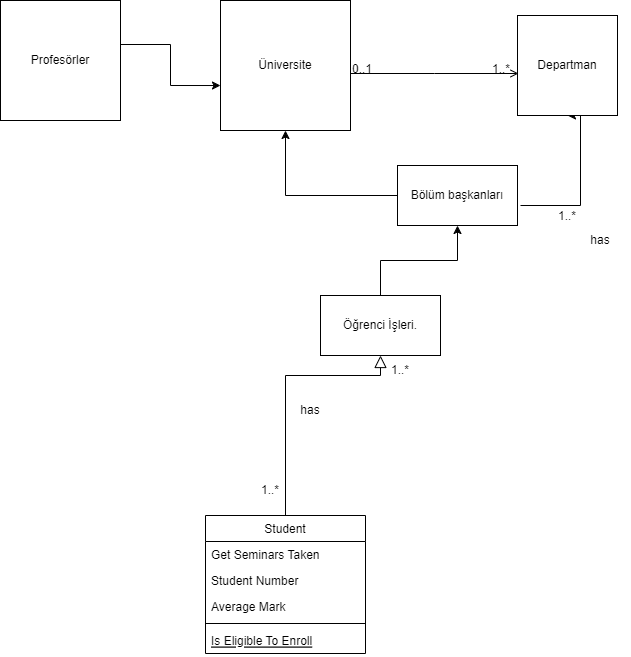 Profesörler
Üniversite
Departman
0..1
1..*
Bölüm başkanları
1..*
has
Öğrenci İşleri.
1..*
has
1..*
Student
Get Seminars Taken
Student Number
Average Mark
Is Eligible To Enroll